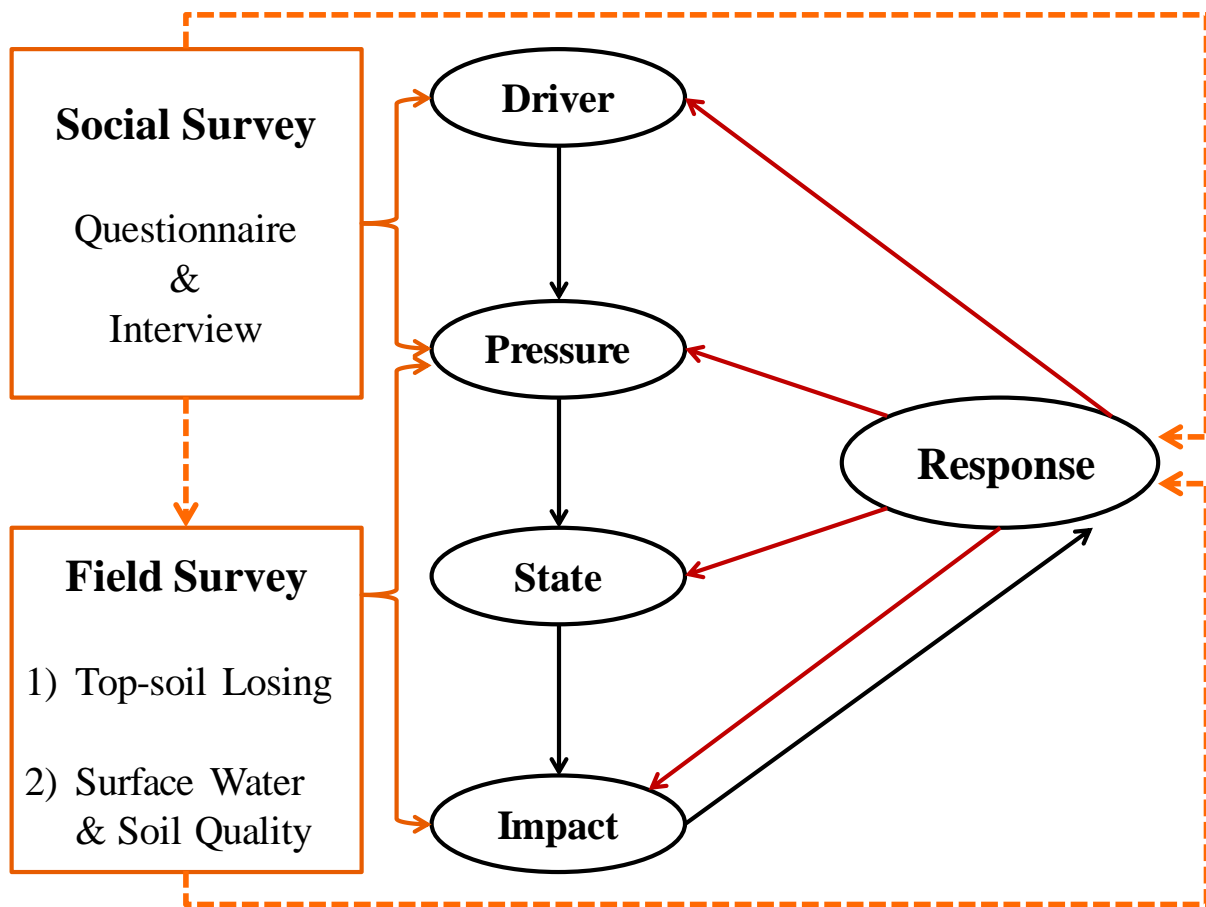 Social Survey
Questionnaire
&
Interview
Field Survey
1) Top-soil Losing
2) Surface Water
& Soil Quality
Driver
Pressure
State
Impact
Response